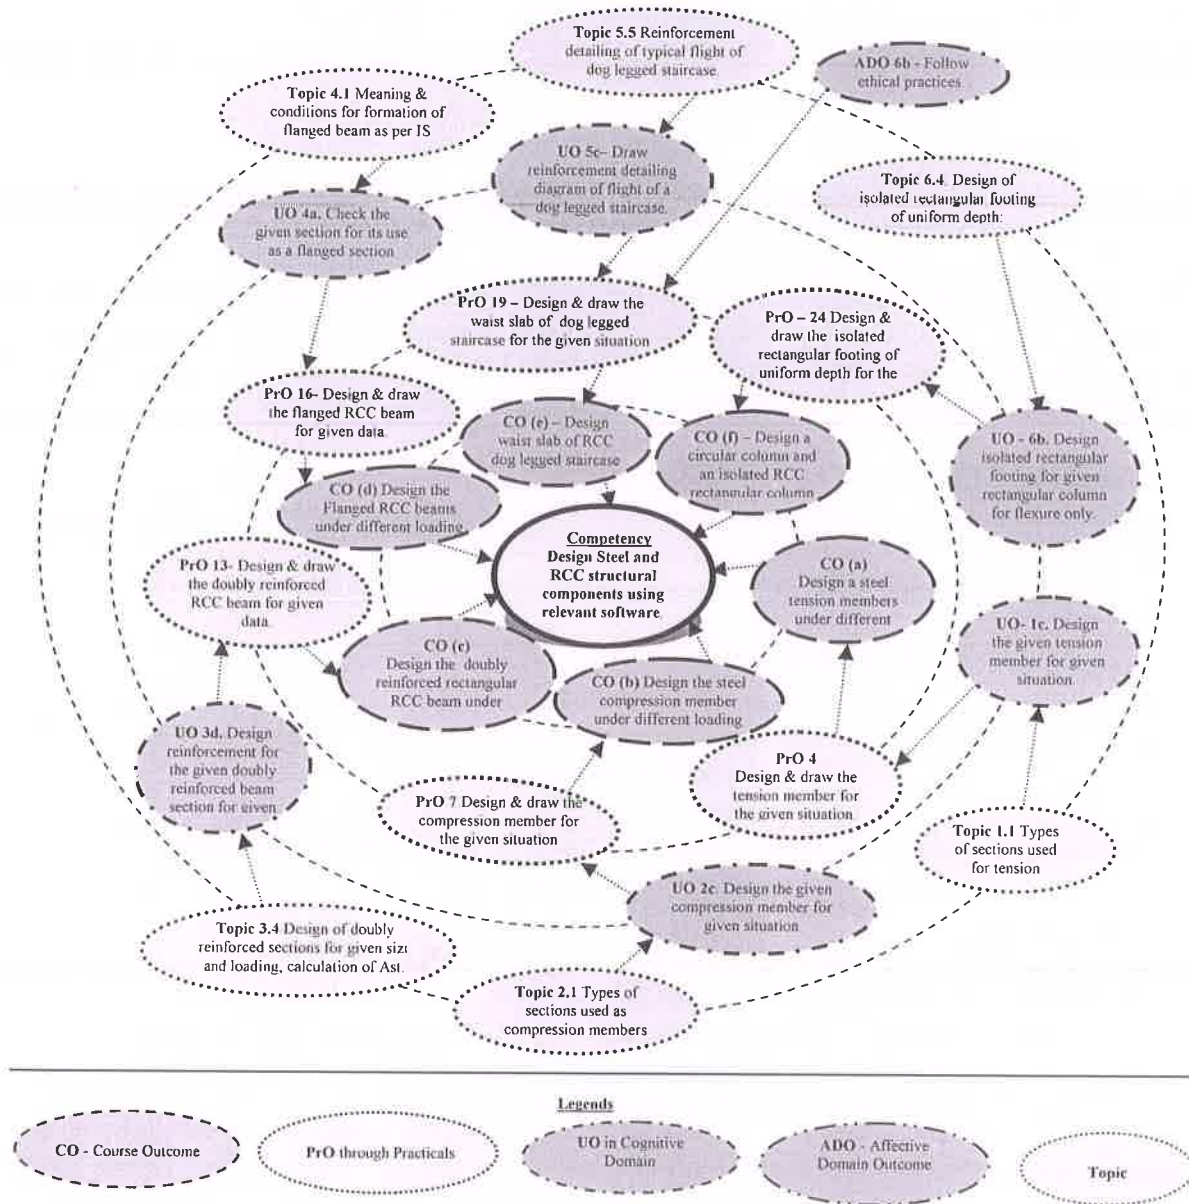 Topic 5.5 Reinforcement
detailing of typical flight of
dog legged staircase
ADO 6b - Follow
ethical practices
Topic 4.1 Meaning &
conditions for formation of
flanged beam as per IS
UO 5c– Draw
reinforcement detailing
diagram of flight of a
dog legged staircase.
Topic 6.4. Design of
isolated rectangular footing
of uniform depth:
UO 4a. Check the
given section for its use
as a flanged section
PrO 19 – Design & draw the
waist slab of dog legged
staircase for the given situation
PrO – 24 Design &
draw the isolated
rectangular footing of
uniform depth for the
PrO 16- Design & draw
the flanged RCC beam
for given data.
CO (e) – Design
waist slab of RCC
dog legged staircase
CO (f) – Design a
circular column and
an isolated RCC
rectangular column
UO - 6b. Design
isolated rectangular
footing for given
rectangular column
for flexure only.
CO (d) Design the
Flanged RCC beams
under different loading
Competency
Design Steel and
RCC structural
components using
relevant software
PrO 13- Design & draw
the doubly reinforced
RCC beam for given
data.
CO (a)
Design a steel
tension members
under different
UO- 1c. Design
the given tension
member for given
situation.
CO (c)
Design the doubly
reinforced rectangular
RCC beam under
CO (b) Design the steel
compression member
under different loading
UO 3d. Design
reinforcement for
the given doubly
reinforced beam
section for given
PrO 4
Design & draw the
tension member for
the given situation.
PrO 7 Design & draw the
compression member for
the given situation
Topic 1.1 Types
of sections used
for tension
UO 2c. Design the given
compression member for
given situation
Topic 3.4 Design of doubly
reinforced sections for given size
and loading, calculation of Ast.
Topic 2.1 Types of
sections used as
compression members
Legends
CO - Course Outcome
PrO through Practicals
UO in Cognitive
Domain
ADO - Affective
Domain Outcome
Topic